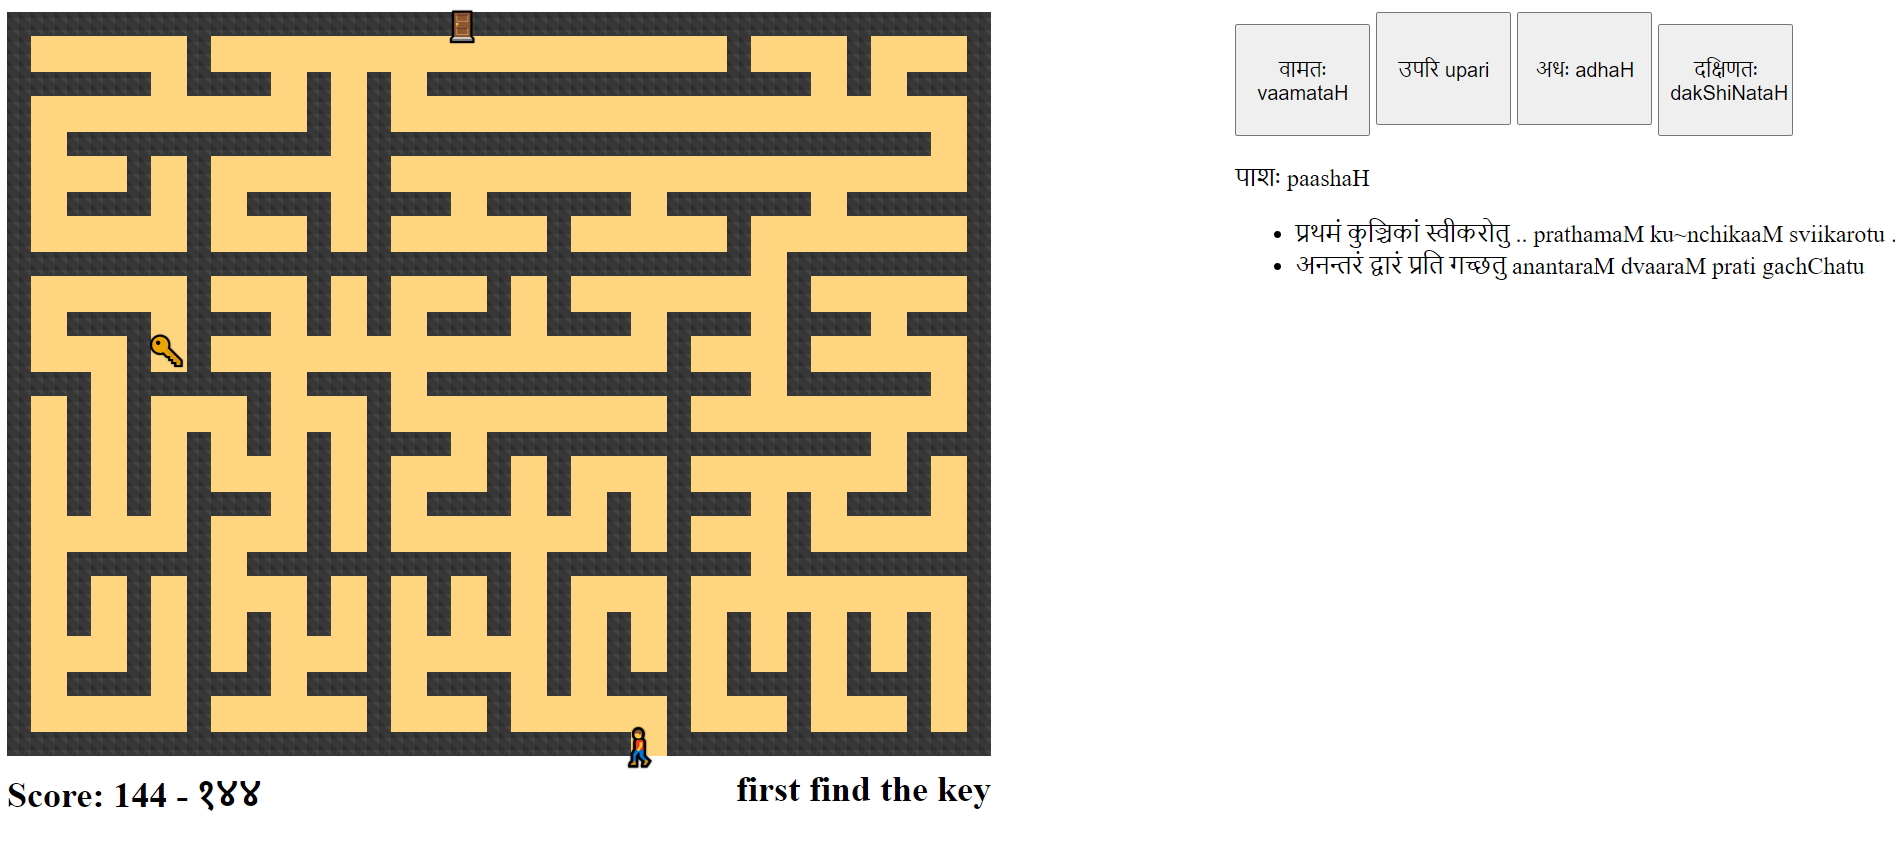 वामतः
vaamataH
उपरि upari
अधः adhaH
दक्षिणतः
dakShiNataH
पाशः paashaH
प्रथमं कुञ्चिकां स्वीकरोतु .. prathamaM ku~nchikaaM sviikarotu .
अनन्तरं द्वारं प्रति गच्छतु anantaraM dvaaraM prati gachChatu
Score: 144 - १४४
first find the key